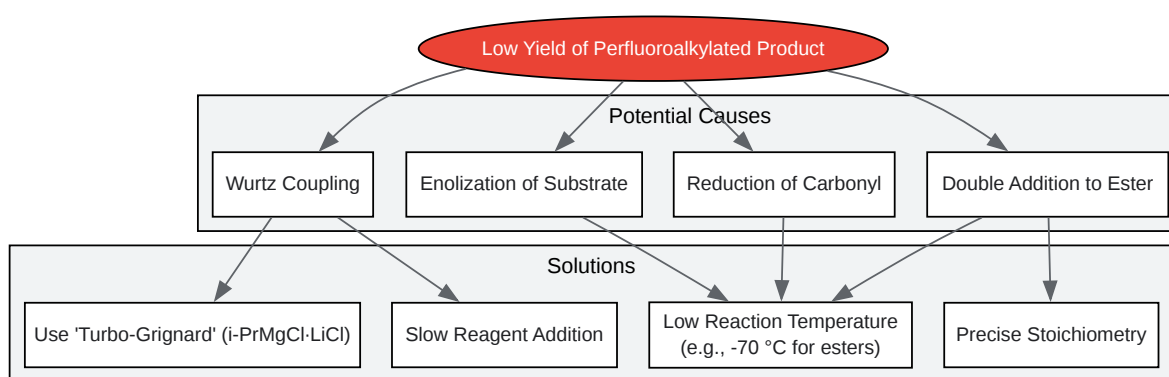 Low Yield of Perfluoroalkylated Product
Potential Causes
Wurtz Coupling
Enolization of Substrate
Reduction of Carbonyl
Double Addition to Ester
Solutions
Use 'Turbo-Grignard' (i-PrMgCl·LiCl)
Slow Reagent Addition
Low Reaction Temperature
(e.g., -70 °C for esters)
Precise Stoichiometry